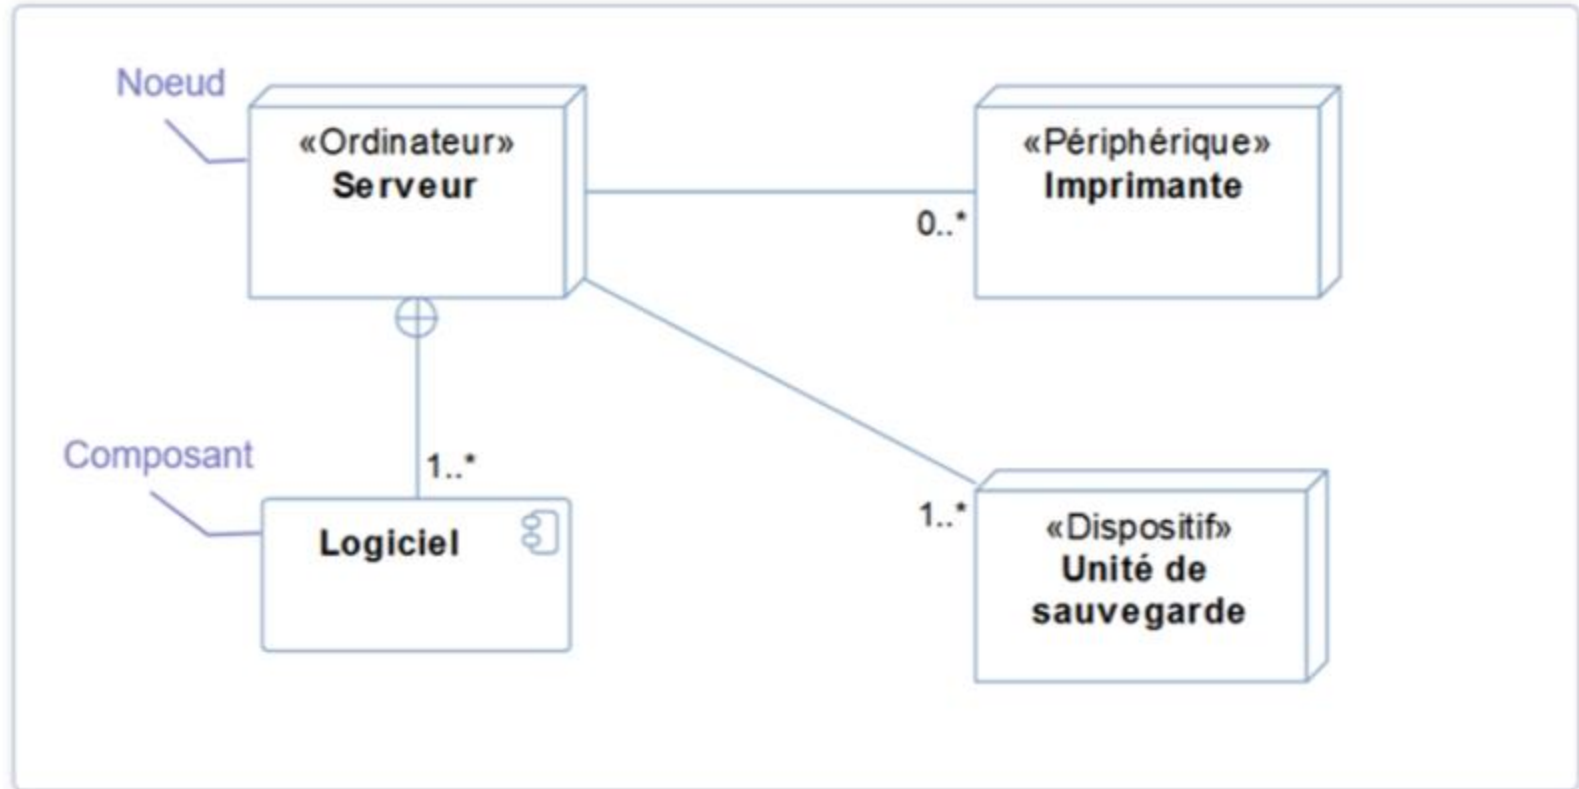 Noeud
«Ordinateur»
Serveur
«Périphérique»
Imprimante
0..*
Composant
1..*
Logiciel
1..*
«Dispositif»
Unité de
sauvegarde